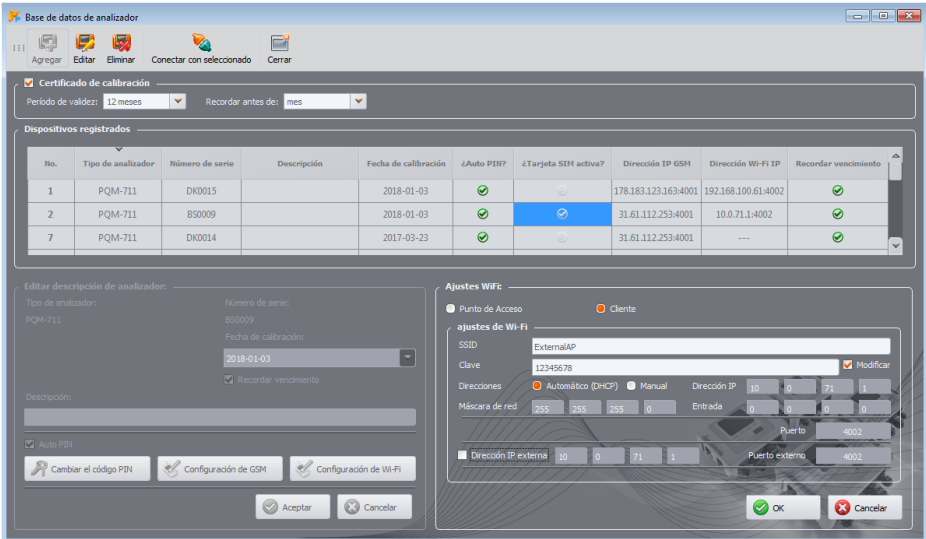 Base de datos de analizador
Agregar Editar Eliminar Conectar con seleccionado Cerrar
Certificado de calibración
Período de validez: 12 meses Recordar antes de: mes
Dispositivos registrados
No. Tipo de analizador Número de serie Descripción Fecha de calibración ¿Auto PIN? ¿Tarjeta SIM activa? Dirección IP GSM Dirección Wi-Fi IP Recordar vencimiento
1 PQM-711 DK0015 2018-01-03 178.183.123.163:4001 192.168.100.61:4002
2 PQM-711 BS0009 2018-01-03 31.61.112.253:4001 10.0.71.1:4002
7 PQM-711 DK0014 2017-03-23 31.61.112.253:4001 ---
Editar descripción de analizador:
Tipo de analizador: Número de serie:
PQM-711 BS0009
Fecha de calibración:
2018-01-03
Recordar vencimiento
Descripción:
Auto PIN
Cambiar el código PIN Configuración de GSM Configuración de Wi-Fi
Aceptar Cancelar
Ajustes WiFi:
Punto de Acceso Cliente
ajustes de Wi-Fi
SSID ExternalAP
Clave 12345678 Modificar
Direcciones Automático (DHCP) Manual Dirección IP 10 0 71 1
Máscara de red 255 255 255 0 Entrada 0 0 0 0
Puerto 4002
Dirección IP externa 10 0 71 1 Puerto externo 4002
OK Cancelar